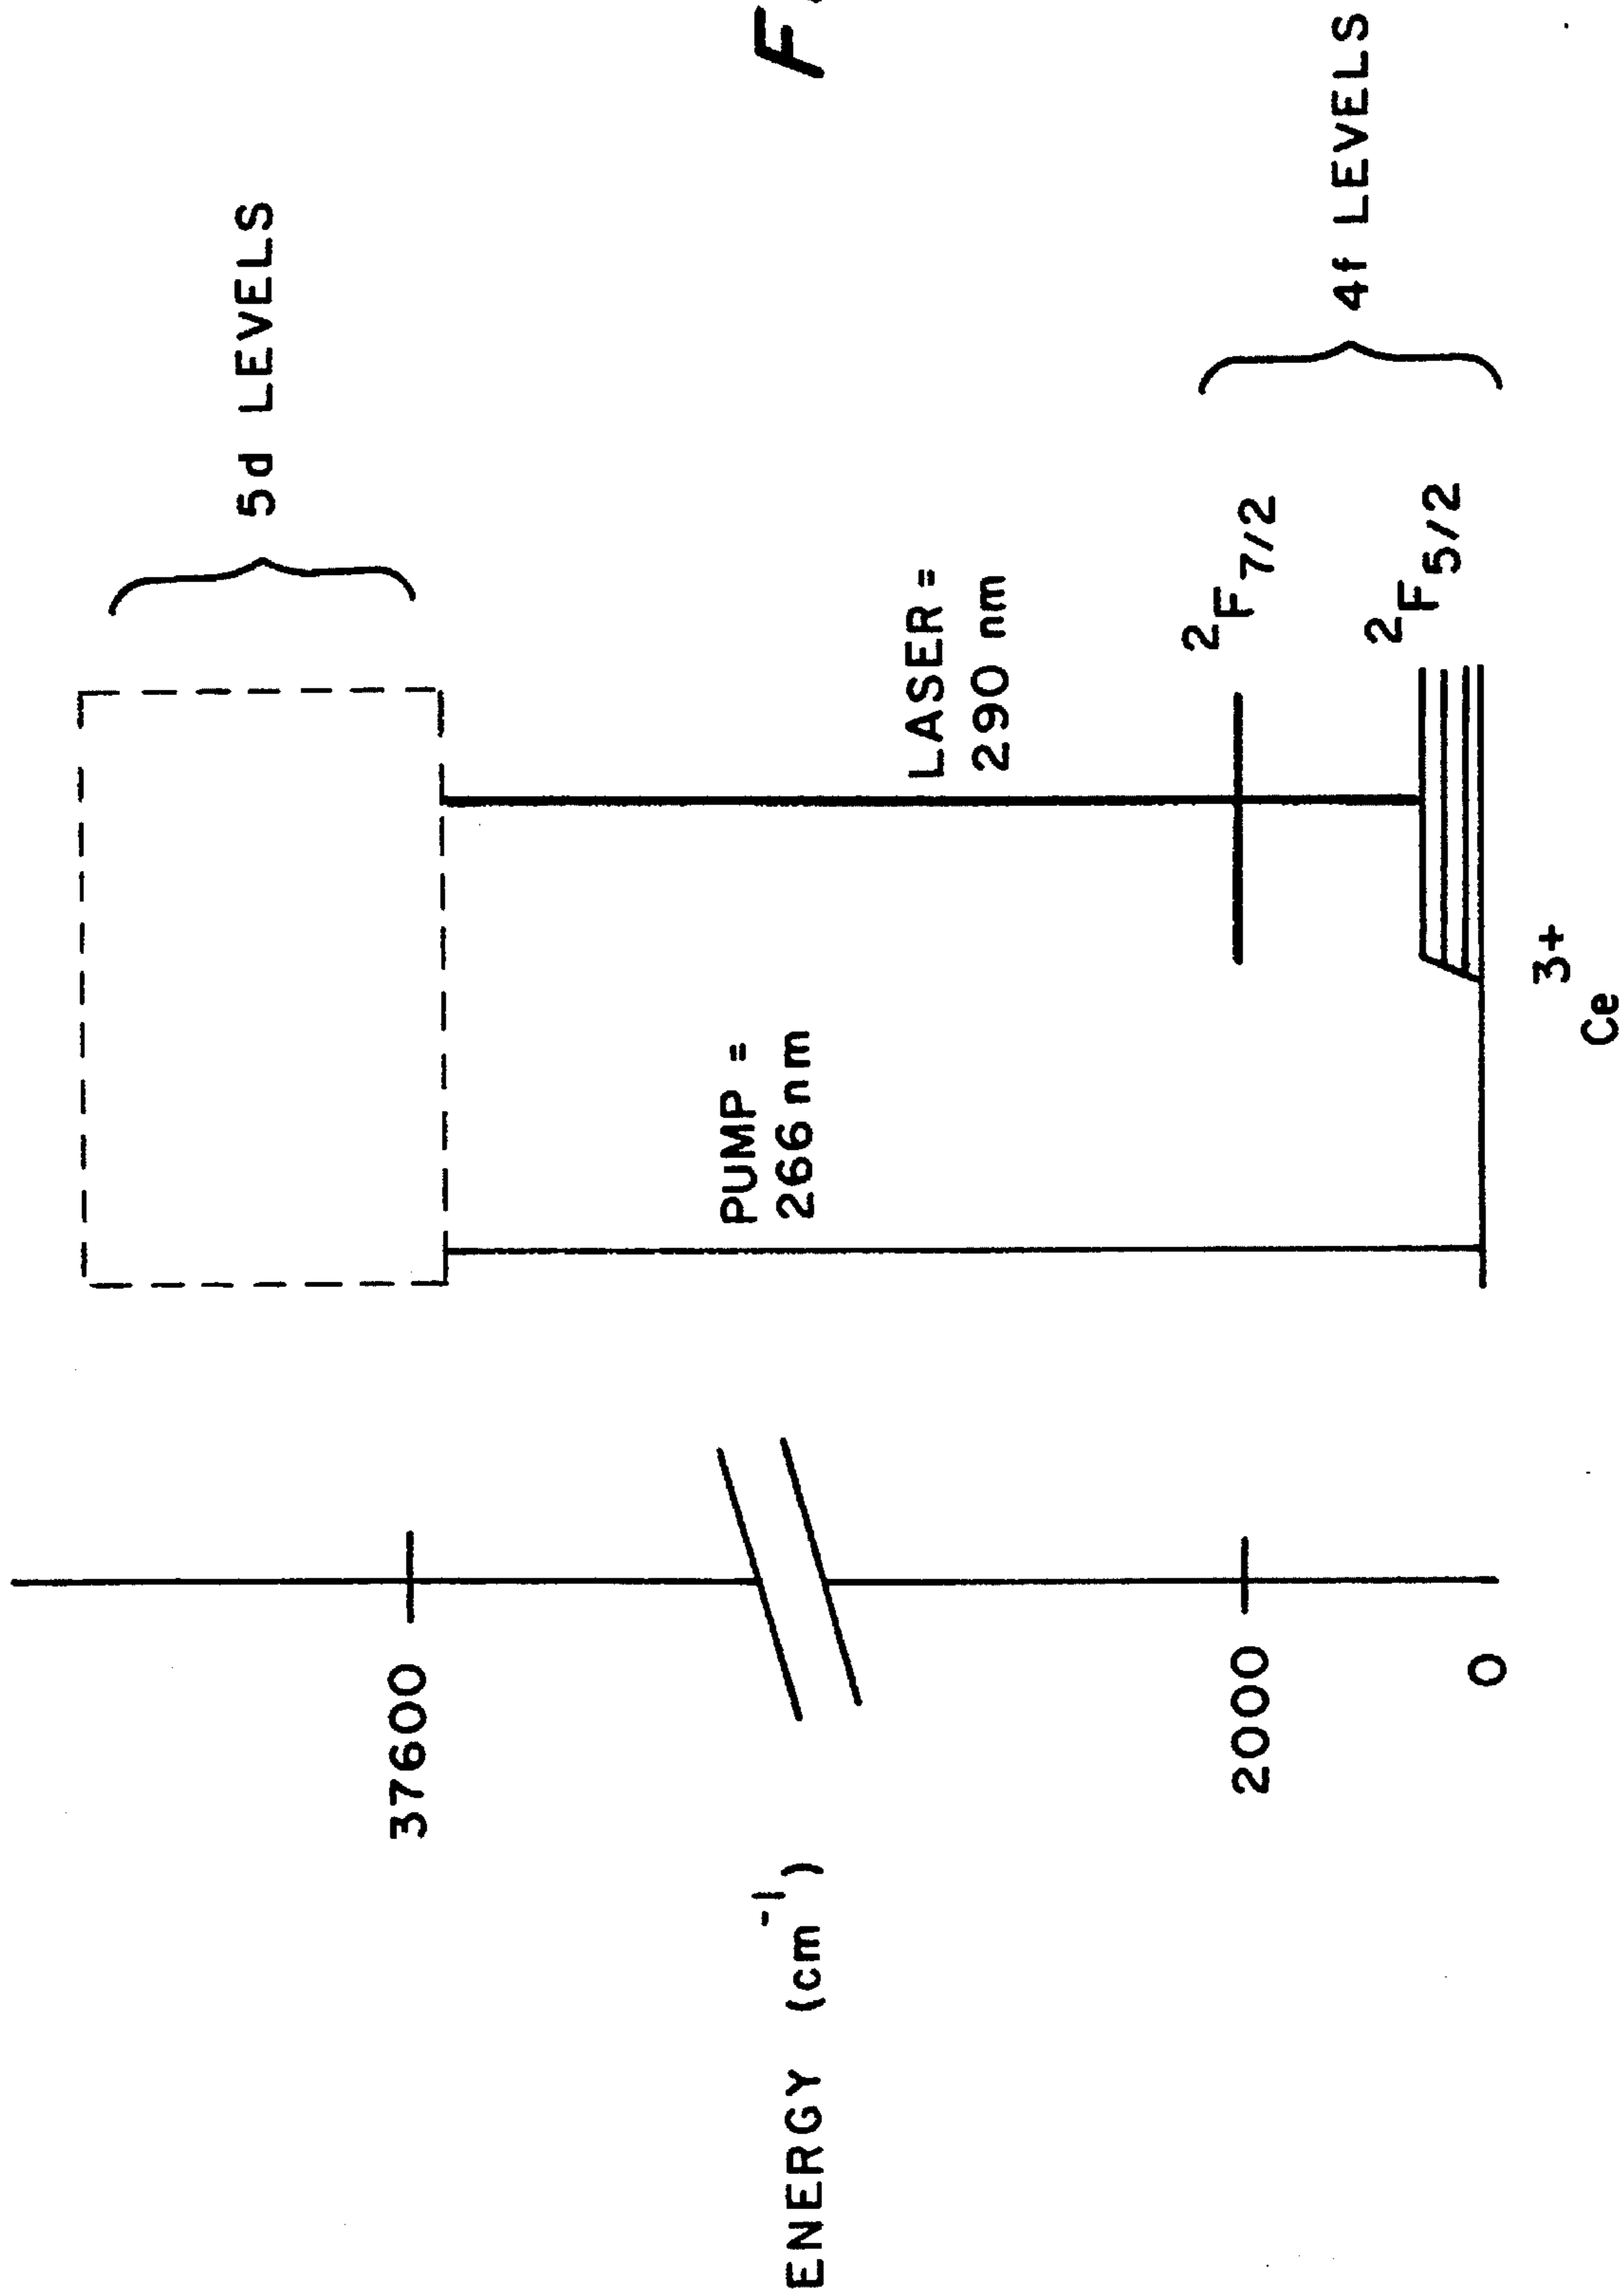 5d LEVELS
37600
PUMP =
266 nm
LASER =
290 nm
ENERGY (cm⁻¹)
2000
²F₇/₂
²F₅/₂
4f LEVELS
0
Ce³⁺